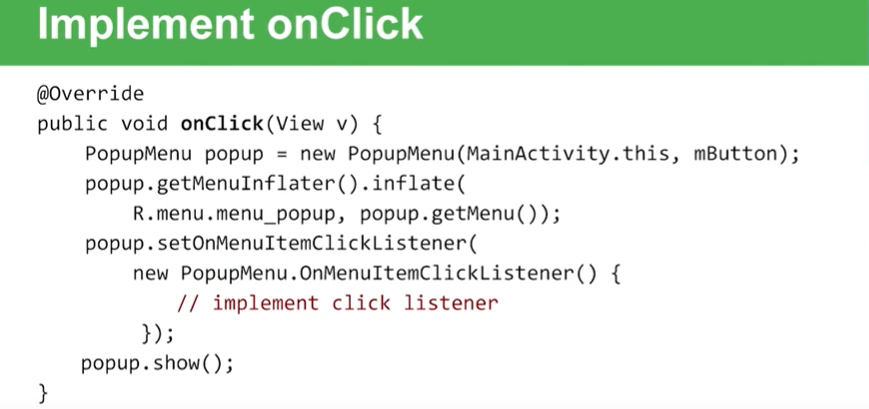 Implement onClick
@Override
public void onClick(View v) {
PopupMenu popup = new PopupMenu(MainActivity.this, mButton);
popup.getMenuInflater().inflate(
R.menu.menu_popup, popup.getMenu());
popup.setOnMenuItemClickListener(
new PopupMenu.OnMenuItemClickListener() {
// implement click listener
});
popup.show();
}